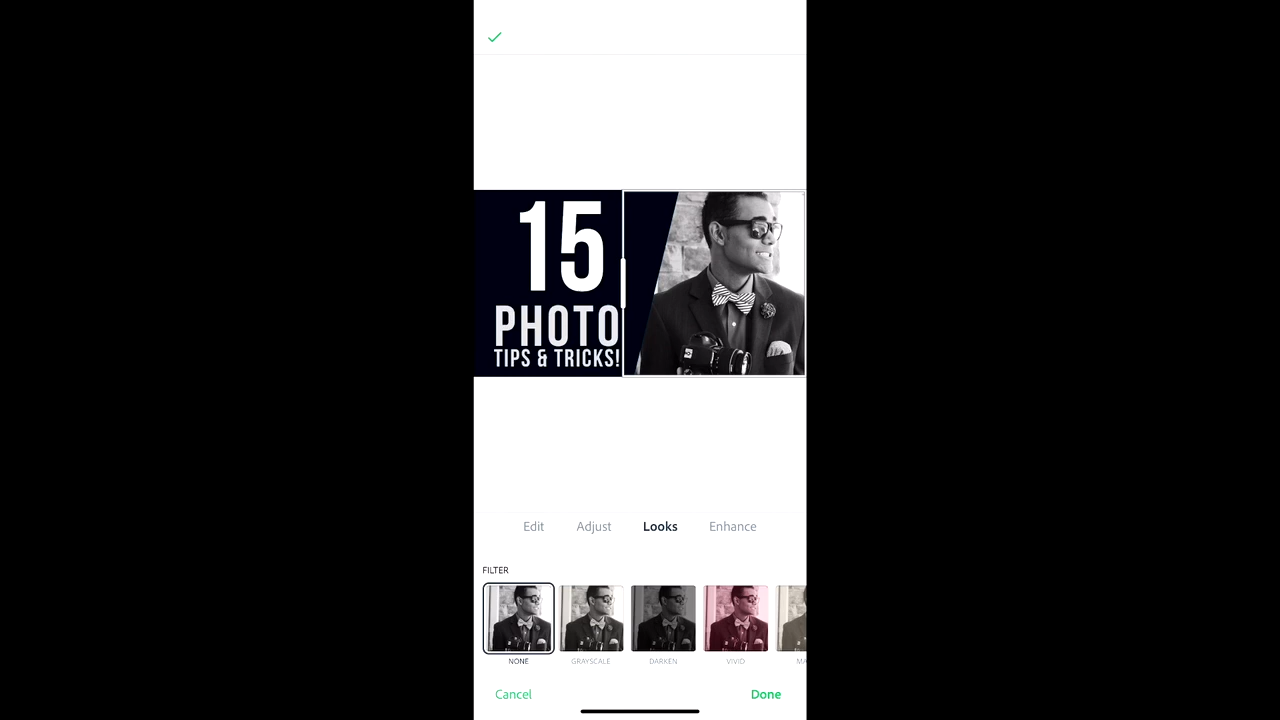 15
PHOTO
TIPS & TRICKS!
Edit Adjust Looks Enhance
FILTER
NONE GRAYSCALE DARKEN VIVID
Cancel Done